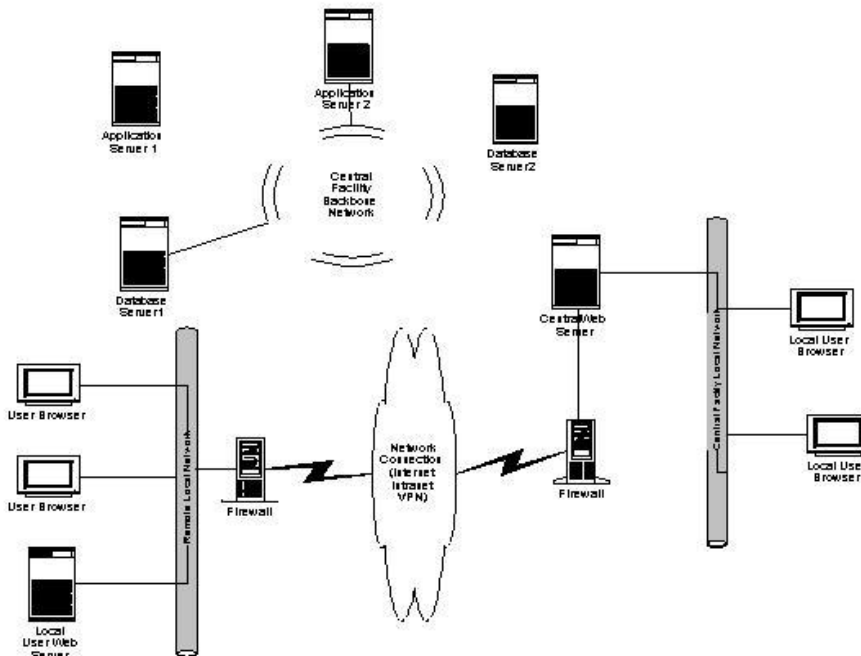 Application
Server 2
Application
Server 1
Database
Server2
Central
Facility
Backbone
Network
Database
Server1
Central Web
Server
Local User
Browser
Central Facility Local Network
Local User
Browser
User Browser
User Browser
Remote Local Network
Firewall
Network
Connection
(Internet
Intranet
VPN)
Firewall
Local
User Web
Server